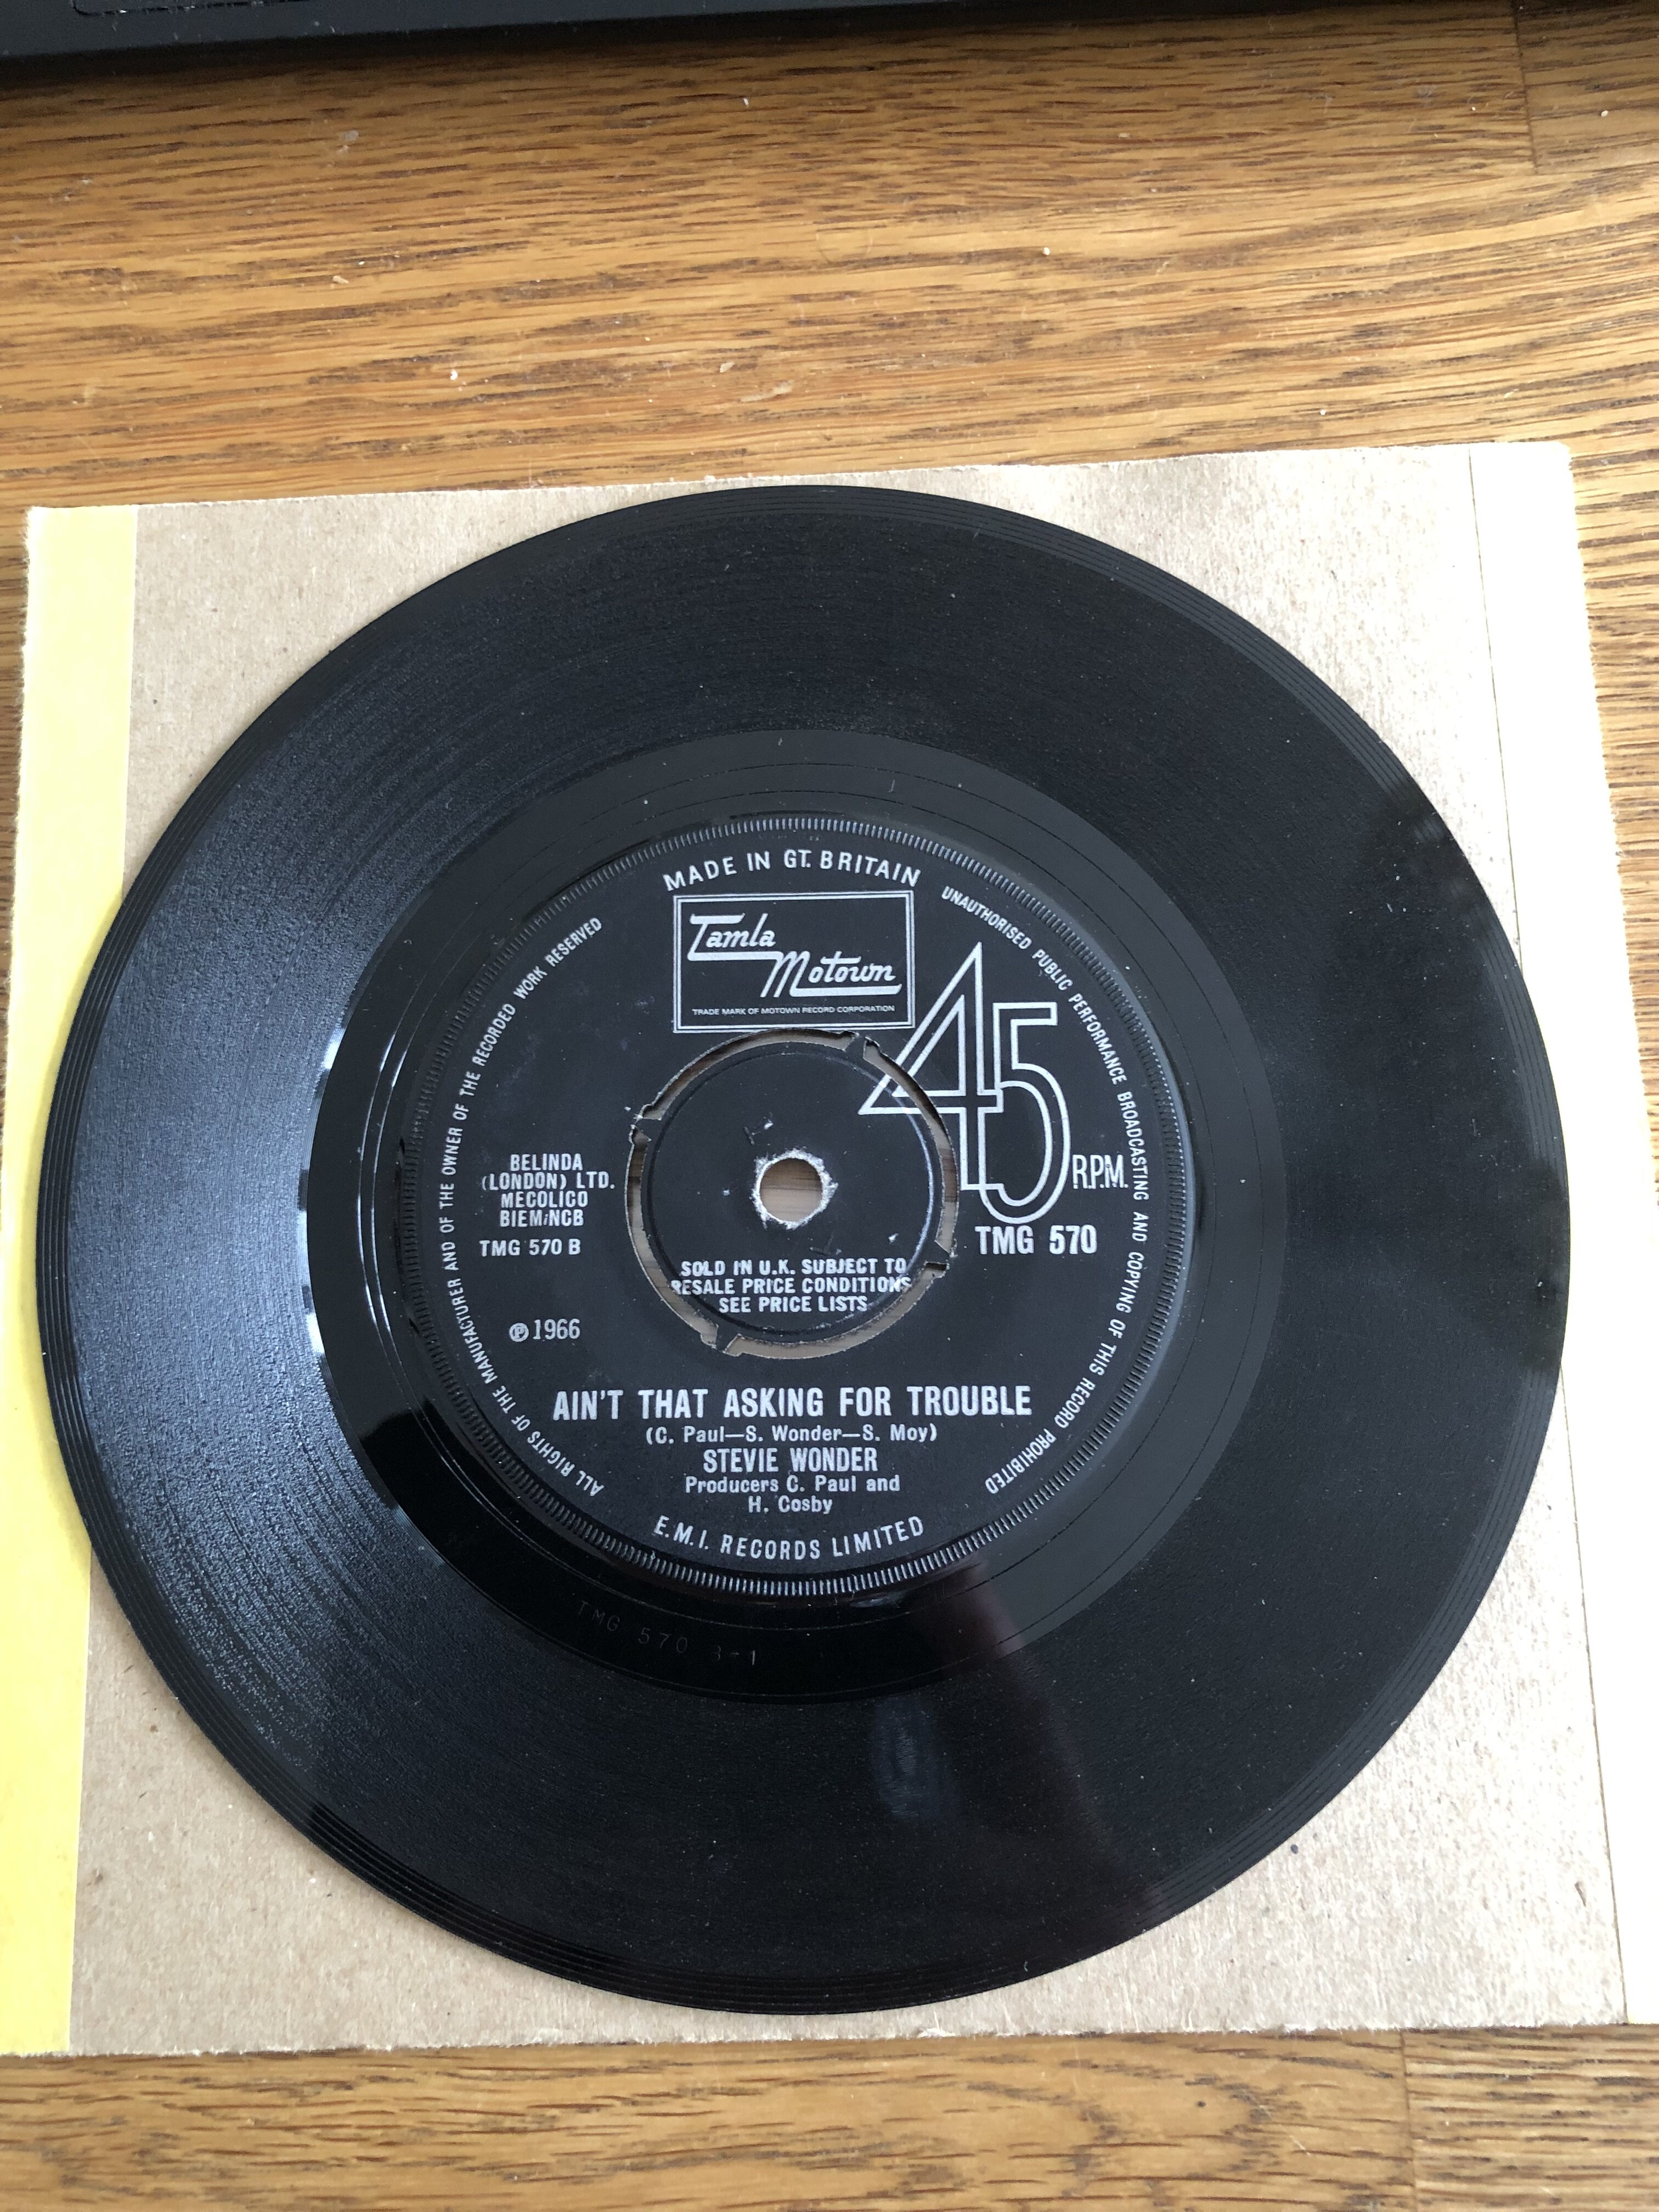 MADE IN GT. BRITAIN
Tamla
Motown
TRADE MARK OF MOTOWN RECORD CORPORATION
UNAUTHORISED PUBLIC PERFORMANCE BROADCASTING AND COPYING OF THIS RECORD PROHIBITED
ALL RIGHTS OF THE MANUFACTURER AND OF THE OWNER OF THE RECORDED WORK RESERVED
45
R.P.M.
BELINDA
(LONDON) LTD.
MECOLICO
BIEM/NCB
TMG 570 B
TMG 570
SOLD IN U.K. SUBJECT TO
RESALE PRICE CONDITIONS
SEE PRICE LISTS
℗ 1966
AIN'T THAT ASKING FOR TROUBLE
(C. Paul—S. Wonder—S. Moy)
STEVIE WONDER
Producers C. Paul and
H. Cosby
E.M.I. RECORDS LIMITED
TMG 570